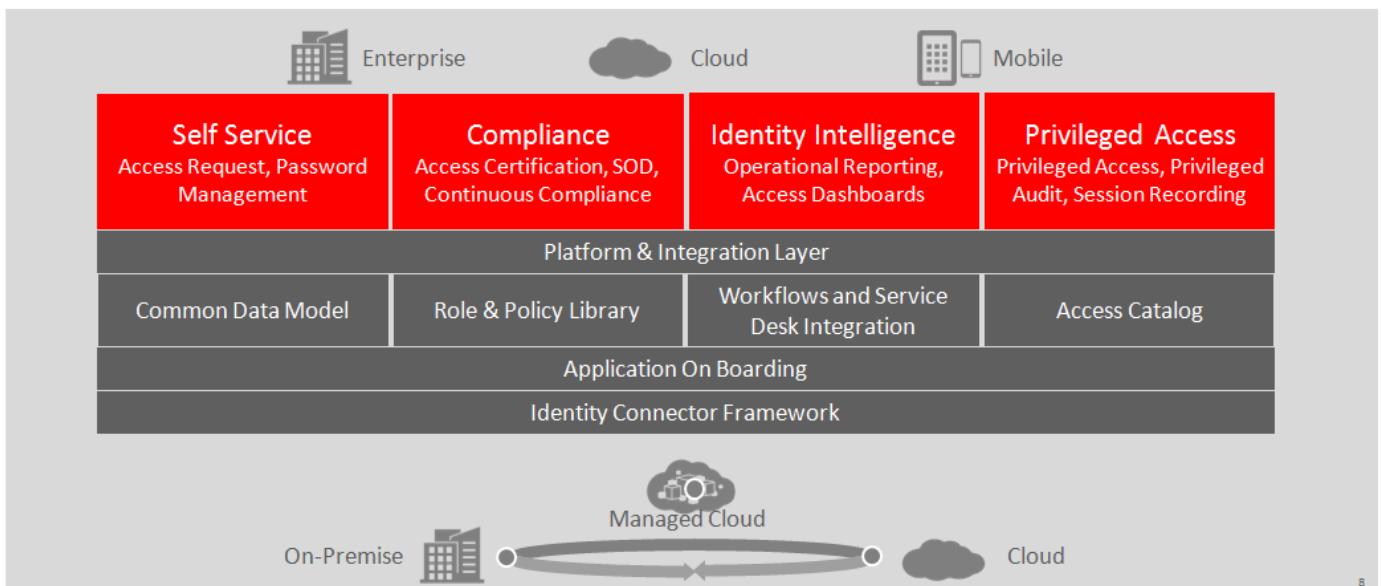 Enterprise
Cloud
Mobile
Self Service
Access Request, Password
Management
Compliance
Access Certification, SOD,
Continuous Compliance
Identity Intelligence
Operational Reporting,
Access Dashboards
Privileged Access
Privileged Access, Privileged
Audit, Session Recording
Platform & Integration Layer
Common Data Model
Role & Policy Library
Workflows and Service
Desk Integration
Access Catalog
Application On Boarding
Identity Connector Framework
Managed Cloud
On-Premise
Cloud
8